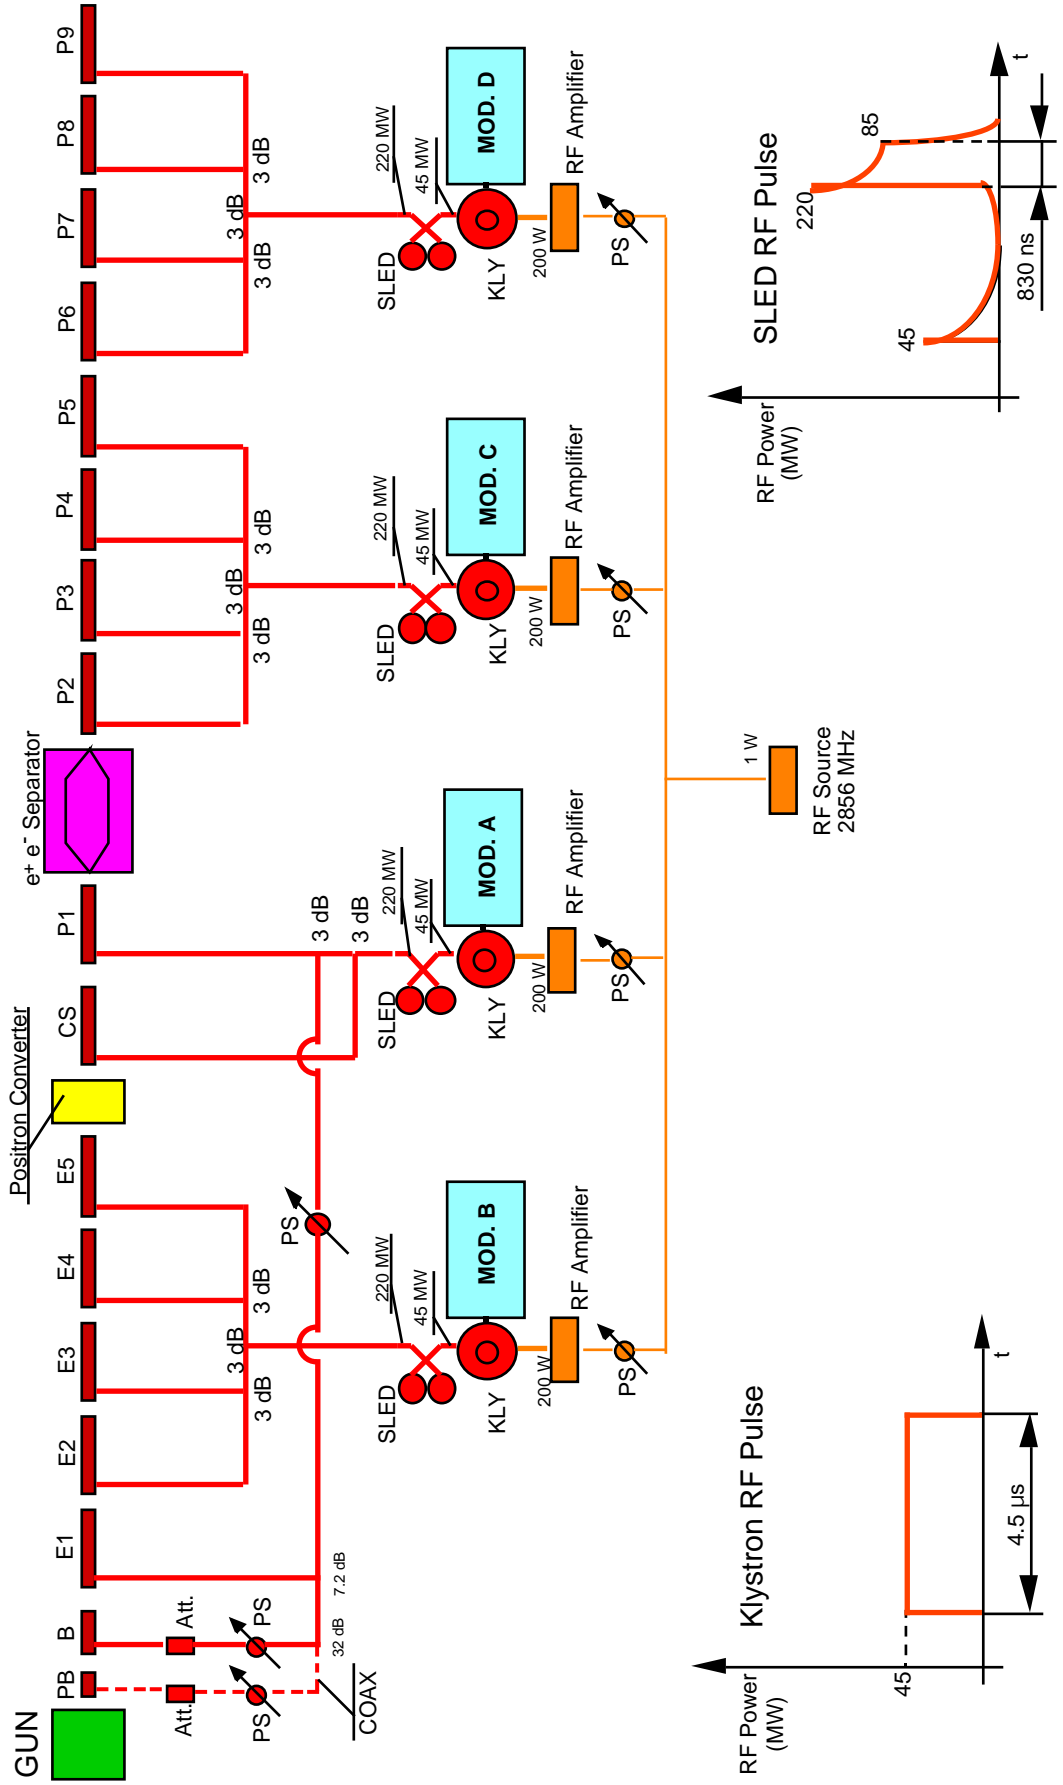 GUN
PB
B
E1
E2
E3
E4
E5
Positron Converter
CS
P1
e+ e- Separator
P2
P3
P4
P5
P6
P7
P8
P9
Att.
Att.
PS
PS
COAX
32 dB
7.2 dB
3 dB
3 dB
3 dB
PS
3 dB
3 dB
3 dB
3 dB
3 dB
3 dB
3 dB
3 dB
SLED
220 MW
45 MW
KLY
MOD. B
200 W
RF Amplifier
PS
SLED
220 MW
45 MW
KLY
MOD. A
200 W
RF Amplifier
PS
SLED
220 MW
45 MW
KLY
MOD. C
200 W
RF Amplifier
PS
SLED
220 MW
45 MW
KLY
MOD. D
200 W
RF Amplifier
PS
1 W
RF Source
2856 MHz
Klystron RF Pulse
RF Power
(MW)
45
4.5 µs
t
SLED RF Pulse
RF Power
(MW)
45
220
85
830 ns
t